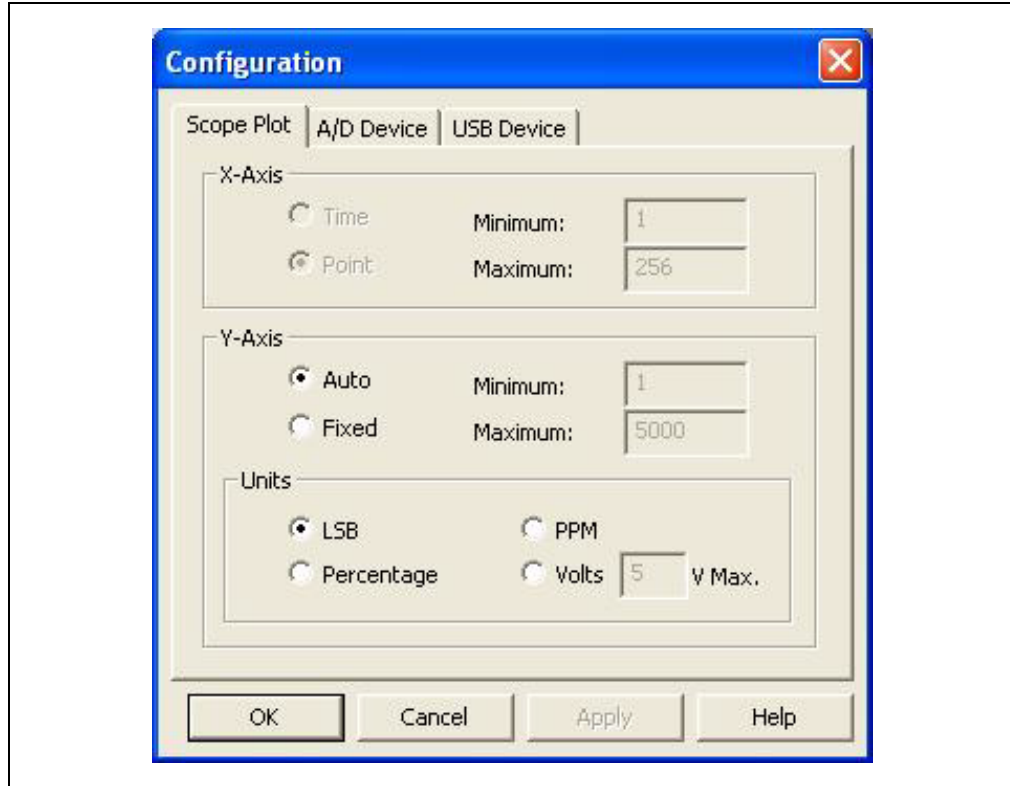 Configuration
Scope Plot A/D Device USB Device
X-Axis
Time Minimum: 1
Point Maximum: 256
Y-Axis
Auto Minimum: 1
Fixed Maximum: 5000
Units
LSB PPM
Percentage Volts 5 V Max.
OK Cancel Apply Help